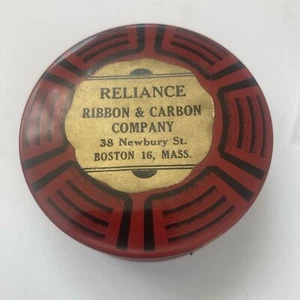 RELIANCE
RIBBON & CARBON
COMPANY
38 Newbury St.
BOSTON 16, MASS.